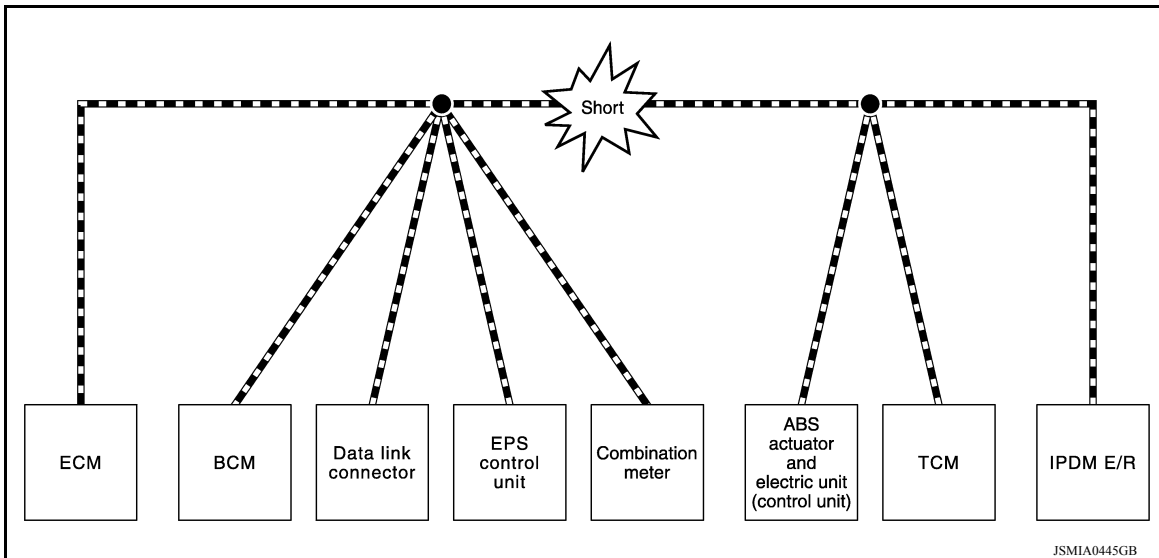 Short
ECM
BCM
Data link
connector
EPS
control
unit
Combination
meter
ABS
actuator
and
electric unit
(control unit)
TCM
IPDM E/R
JSMIA0445GB